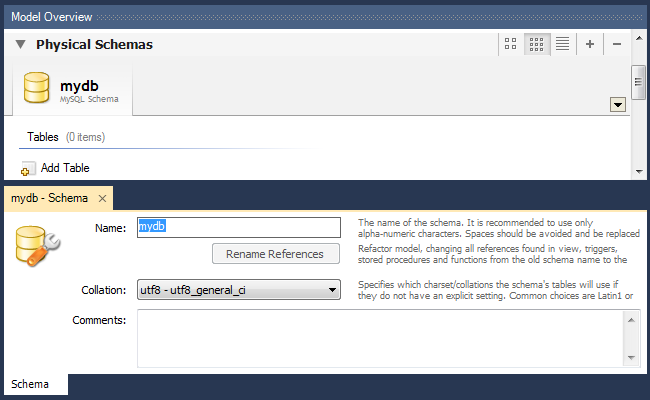 Model Overview
Physical Schemas
mydb
MySQL Schema
Tables (0 items)
Add Table
mydb - Schema
Name: mydb
The name of the schema. It is recommended to use only
alpha-numeric characters. Spaces should be avoided and be replaced
Rename References
Refactor model, changing all references found in view, triggers,
stored procedures and functions from the old schema name to the
Collation: utf8 - utf8_general_ci
Specifies which charset/collations the schema's tables will use if
they do not have an explicit setting. Common choices are Latin1 or
Comments:
Schema